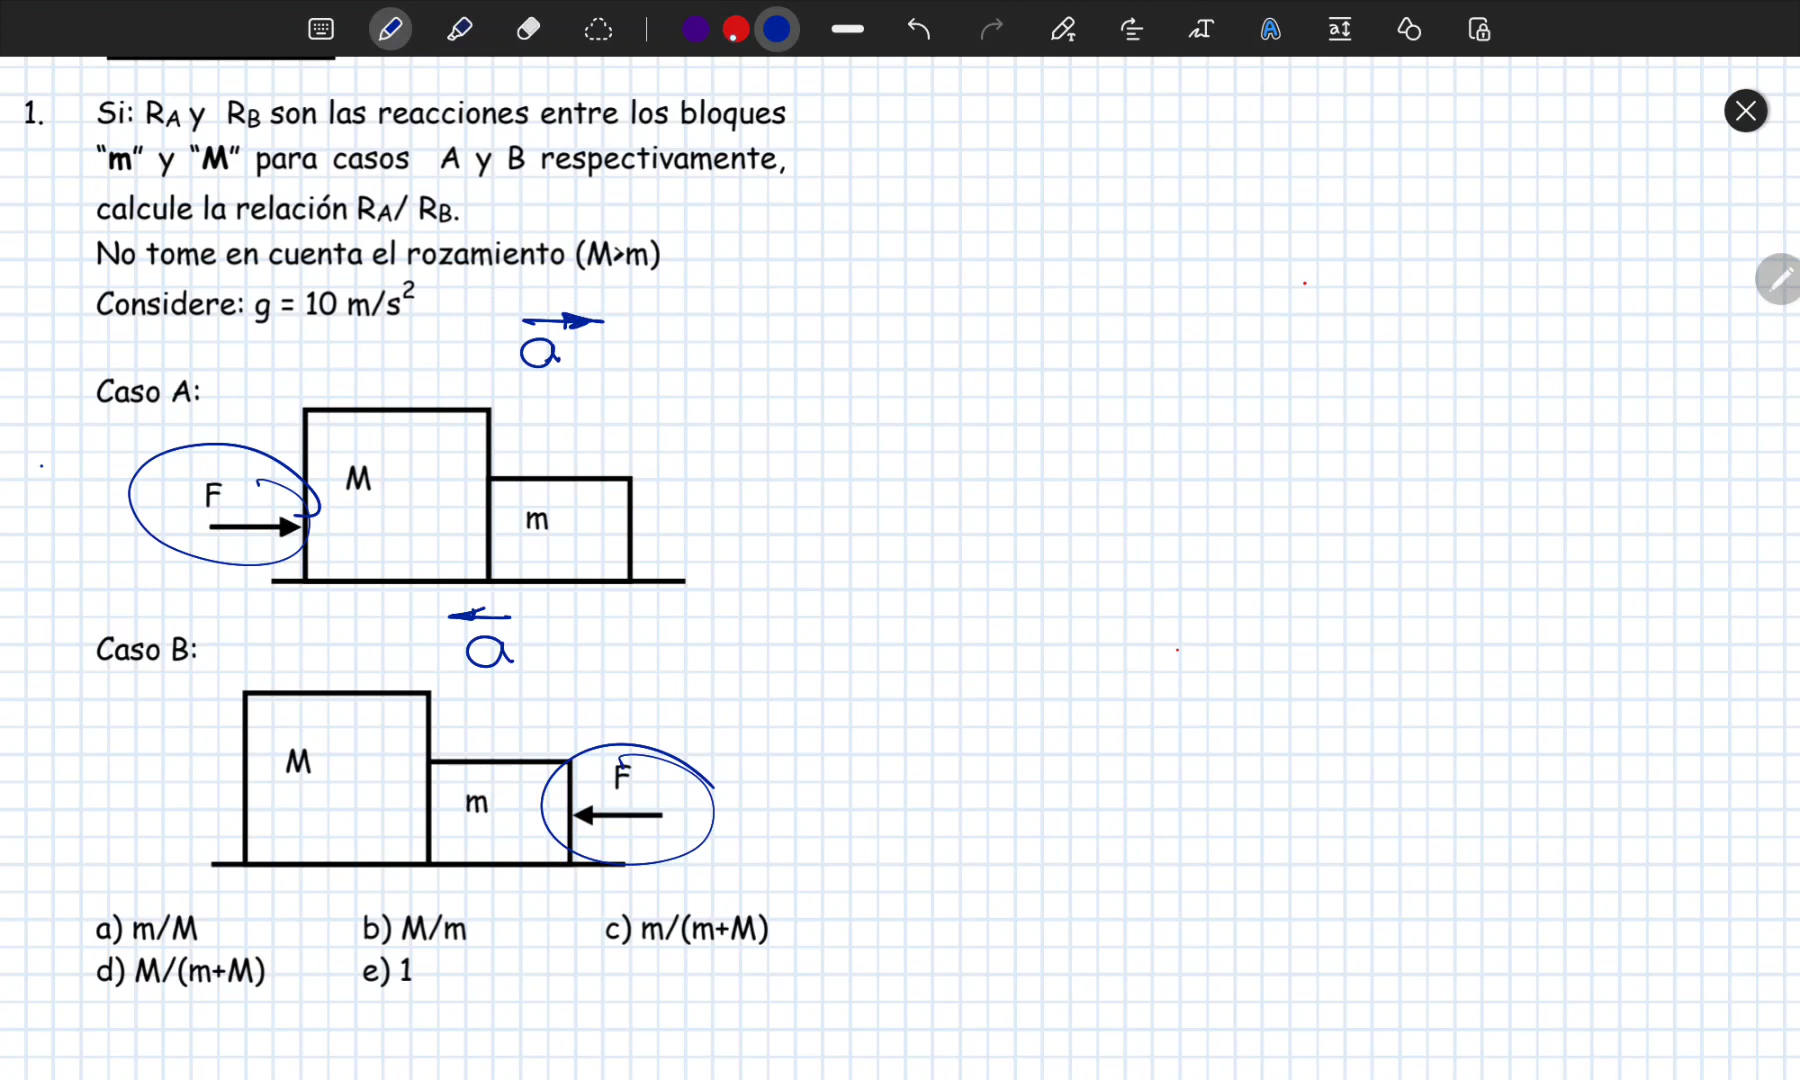 1. Si: RA y RB son las reacciones entre los bloques
“m” y “M” para casos A y B respectivamente,
calcule la relación RA/ RB.
No tome en cuenta el rozamiento (M>m)
Considere: g = 10 m/s²
a
Caso A:
M
F
m
a
Caso B:
M
F
m
a) m/M b) M/m c) m/(m+M)
d) M/(m+M) e) 1